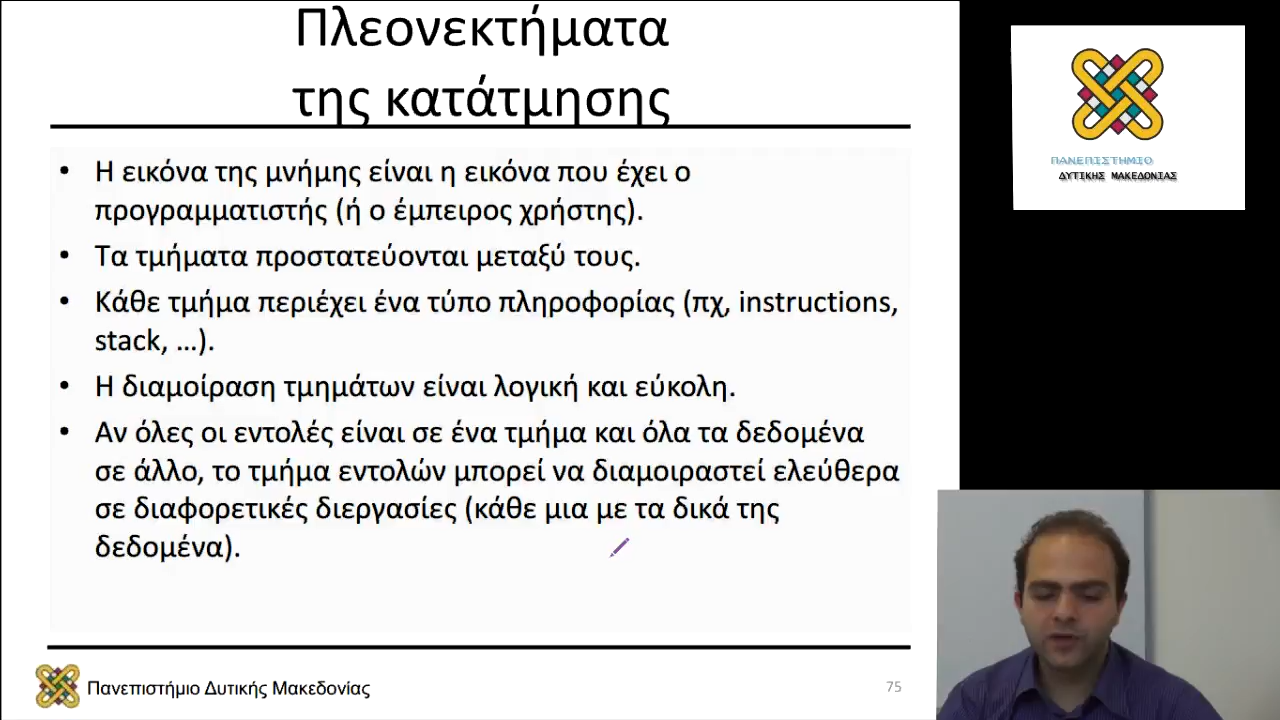 Πλεονεκτήματα
της κατάτμησης
• Η εικόνα της μνήμης είναι η εικόνα που έχει ο
προγραμματιστής (ή ο έμπειρος χρήστης).
• Τα τμήματα προστατεύονται μεταξύ τους.
• Κάθε τμήμα περιέχει ένα τύπο πληροφορίας (πχ, instructions,
stack, …).
• Η διαμοίραση τμημάτων είναι λογική και εύκολη.
• Αν όλες οι εντολές είναι σε ένα τμήμα και όλα τα δεδομένα
σε άλλο, το τμήμα εντολών μπορεί να διαμοιραστεί ελεύθερα
σε διαφορετικές διεργασίες (κάθε μια με τα δικά της
δεδομένα).
Πανεπιστήμιο Δυτικής Μακεδονίας
75
ΠΑΝΕΠΙΣΤΗΜΙΟ
ΔΥΤΙΚΗΣ ΜΑΚΕΔΟΝΙΑΣ